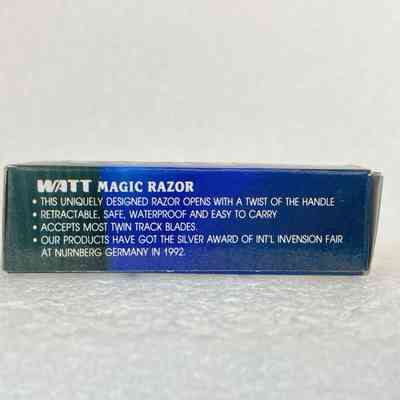 WATT MAGIC RAZOR
• THIS UNIQUELY DESIGNED RAZOR OPENS WITH A TWIST OF THE HANDLE
• RETRACTABLE, SAFE, WATERPROOF AND EASY TO CARRY
• ACCEPTS MOST TWIN TRACK BLADES.
• OUR PRODUCTS HAVE GOT THE SILVER AWARD OF INT'L INVENSION FAIR
AT NURNBERG GERMANY IN 1992.